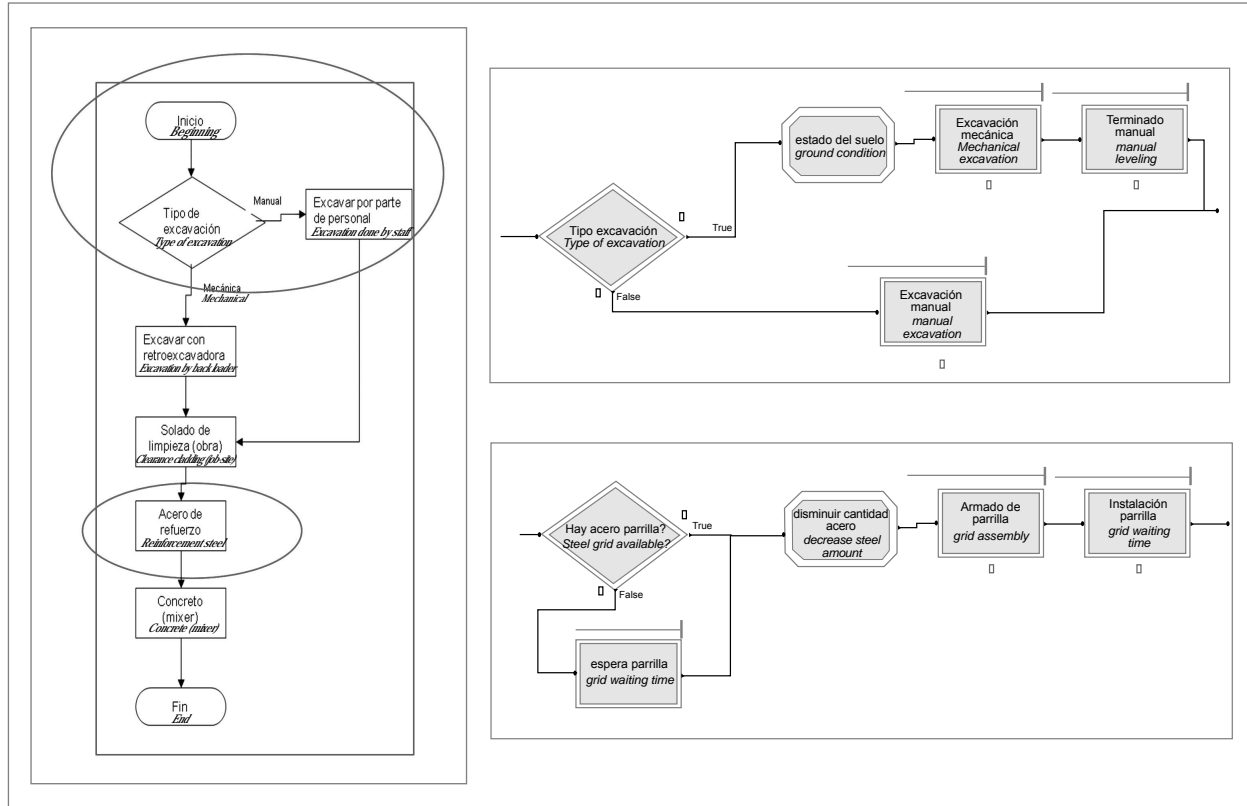 Inicio
Beginning
Manual
Tipo de
excavación
Type of excavation
Excavar por parte
de personal
Excavation done by staff
Mecánica
Mechanical
Excavar con
retroexcavadora
Excavation by back loader
Solado de
limpieza (obra)
Clearance cladding (job-site)
Acero de
refuerzo
Reinforcement steel
Concreto
(mixer)
Concrete (mixer)
Fin
End
Tipo excavación
Type of excavation
True
False
estado del suelo
ground condition
Excavación
mecánica
Mechanical
excavation
Terminado
manual
manual
leveling
Excavación
manual
manual
excavation
Hay acero parrilla?
Steel grid available?
True
False
espera parrilla
grid waiting time
disminuir cantidad
acero
decrease steel
amount
Armado de
parrilla
grid assembly
Instalación
parrilla
grid waiting
time